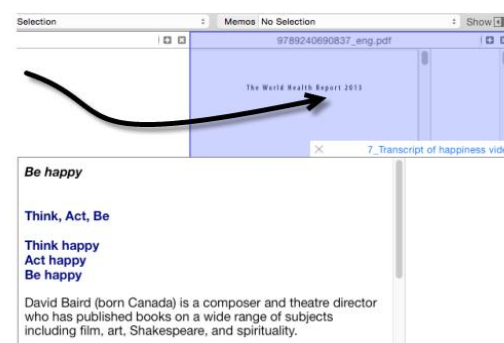 Selection
Memos No Selection
Show
9789240690837_eng.pdf
The World Health Report 2013
7_Transcript of happiness vide
Be happy
Think, Act, Be
Think happy
Act happy
Be happy
David Baird (born Canada) is a composer and theatre director
who has published books on a wide range of subjects
including film, art, Shakespeare, and spirituality.